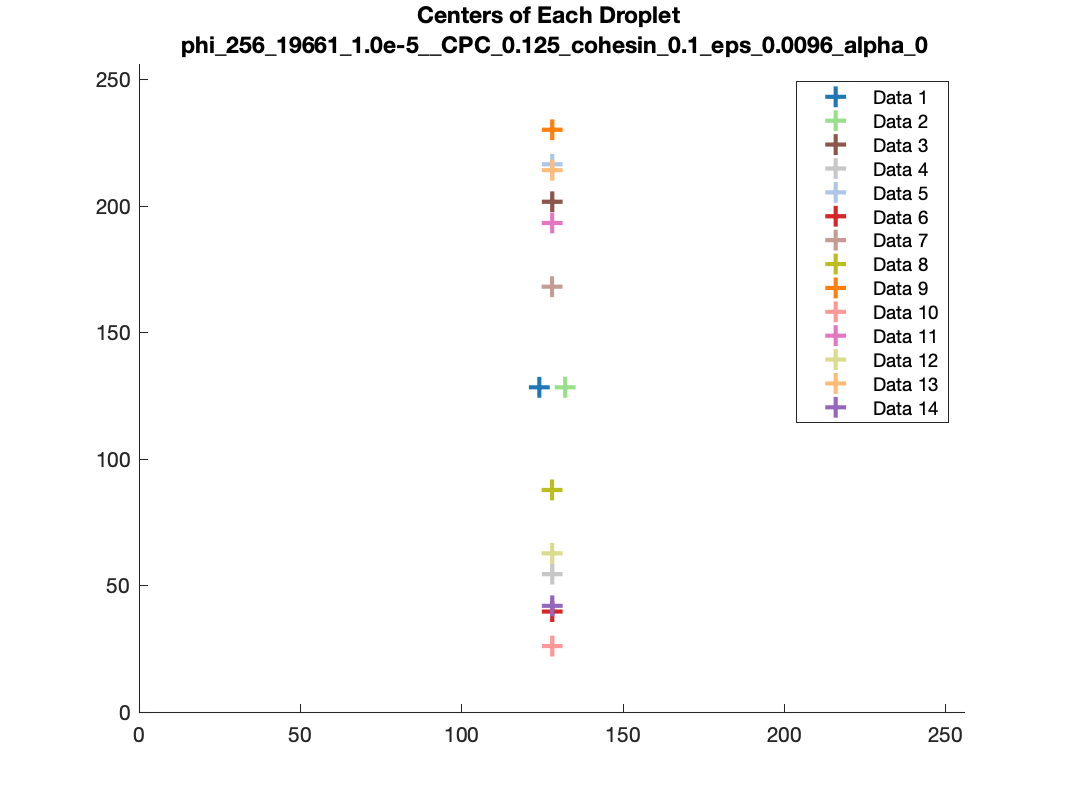 Centers of Each Droplet
phi_256_19661_1.0e-5__CPC_0.125_cohesin_0.1_eps_0.0096_alpha_0
250
200
150
100
50
0
0 50 100 150 200 250
Data 1
Data 2
Data 3
Data 4
Data 5
Data 6
Data 7
Data 8
Data 9
Data 10
Data 11
Data 12
Data 13
Data 14